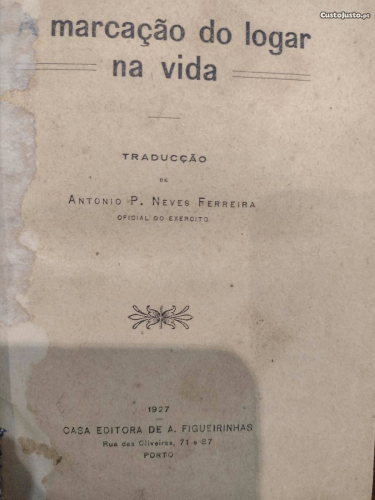 CustoJusto.pt
A marcação do logar
na vida
TRADUCÇÃO
DE
ANTONIO P. NEVES FERREIRA
OFICIAL DO EXÉRCITO
1927
CASA EDITORA DE A. FIGUEIRINHAS
Rua das Oliveiras, 71 e 87
PORTO